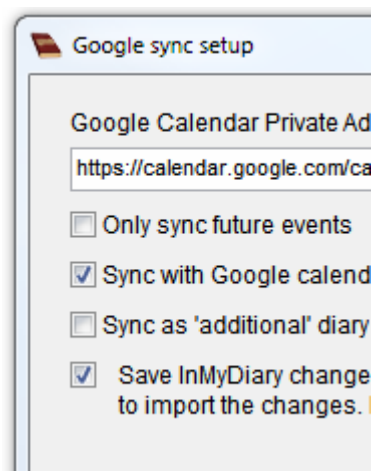 Google sync setup
Google Calendar Private Ad
https://calendar.google.com/ca
Only sync future events
Sync with Google calend
Sync as 'additional' diary
Save InMyDiary change
to import the changes.